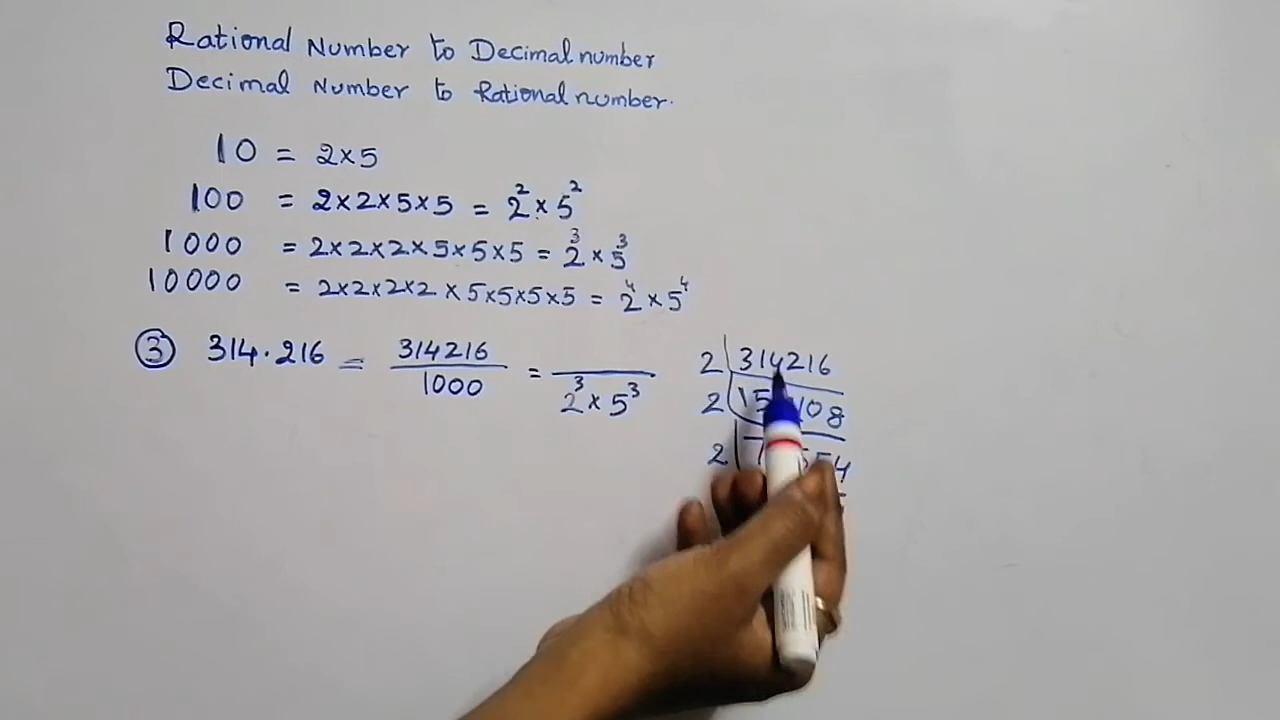 Rational Number to Decimal number
Decimal Number to Rational number.
10 = 2×5
100 = 2×2×5×5 = 2² × 5²
1000 = 2×2×2×5×5×5 = 2³ × 5³
10000 = 2×2×2×2×5×5×5×5 = 2⁴ × 5⁴
③ 314.216 = 314216/1000 = /2³ × 5³
2 314216
2 15 108
2 1 54